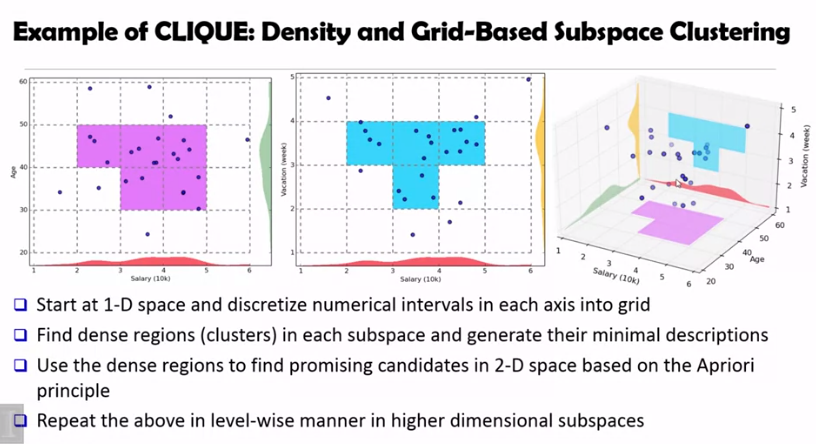 Example of CLIQUE: Density and Grid-Based Subspace Clustering
60
50
40
30
20
Age
1 2 3 4 5 6
Salary (10k)
5
4
3
2
1
Vacation (week)
1 2 3 4 5 6
Salary (10k)
5
4
3
2
1
Vacation (week)
1 2 3 4 5 6
Salary (10k)
20 30 40 50 60
Age
Start at 1-D space and discretize numerical intervals in each axis into grid
Find dense regions (clusters) in each subspace and generate their minimal descriptions
Use the dense regions to find promising candidates in 2-D space based on the Apriori
principle
Repeat the above in level-wise manner in higher dimensional subspaces